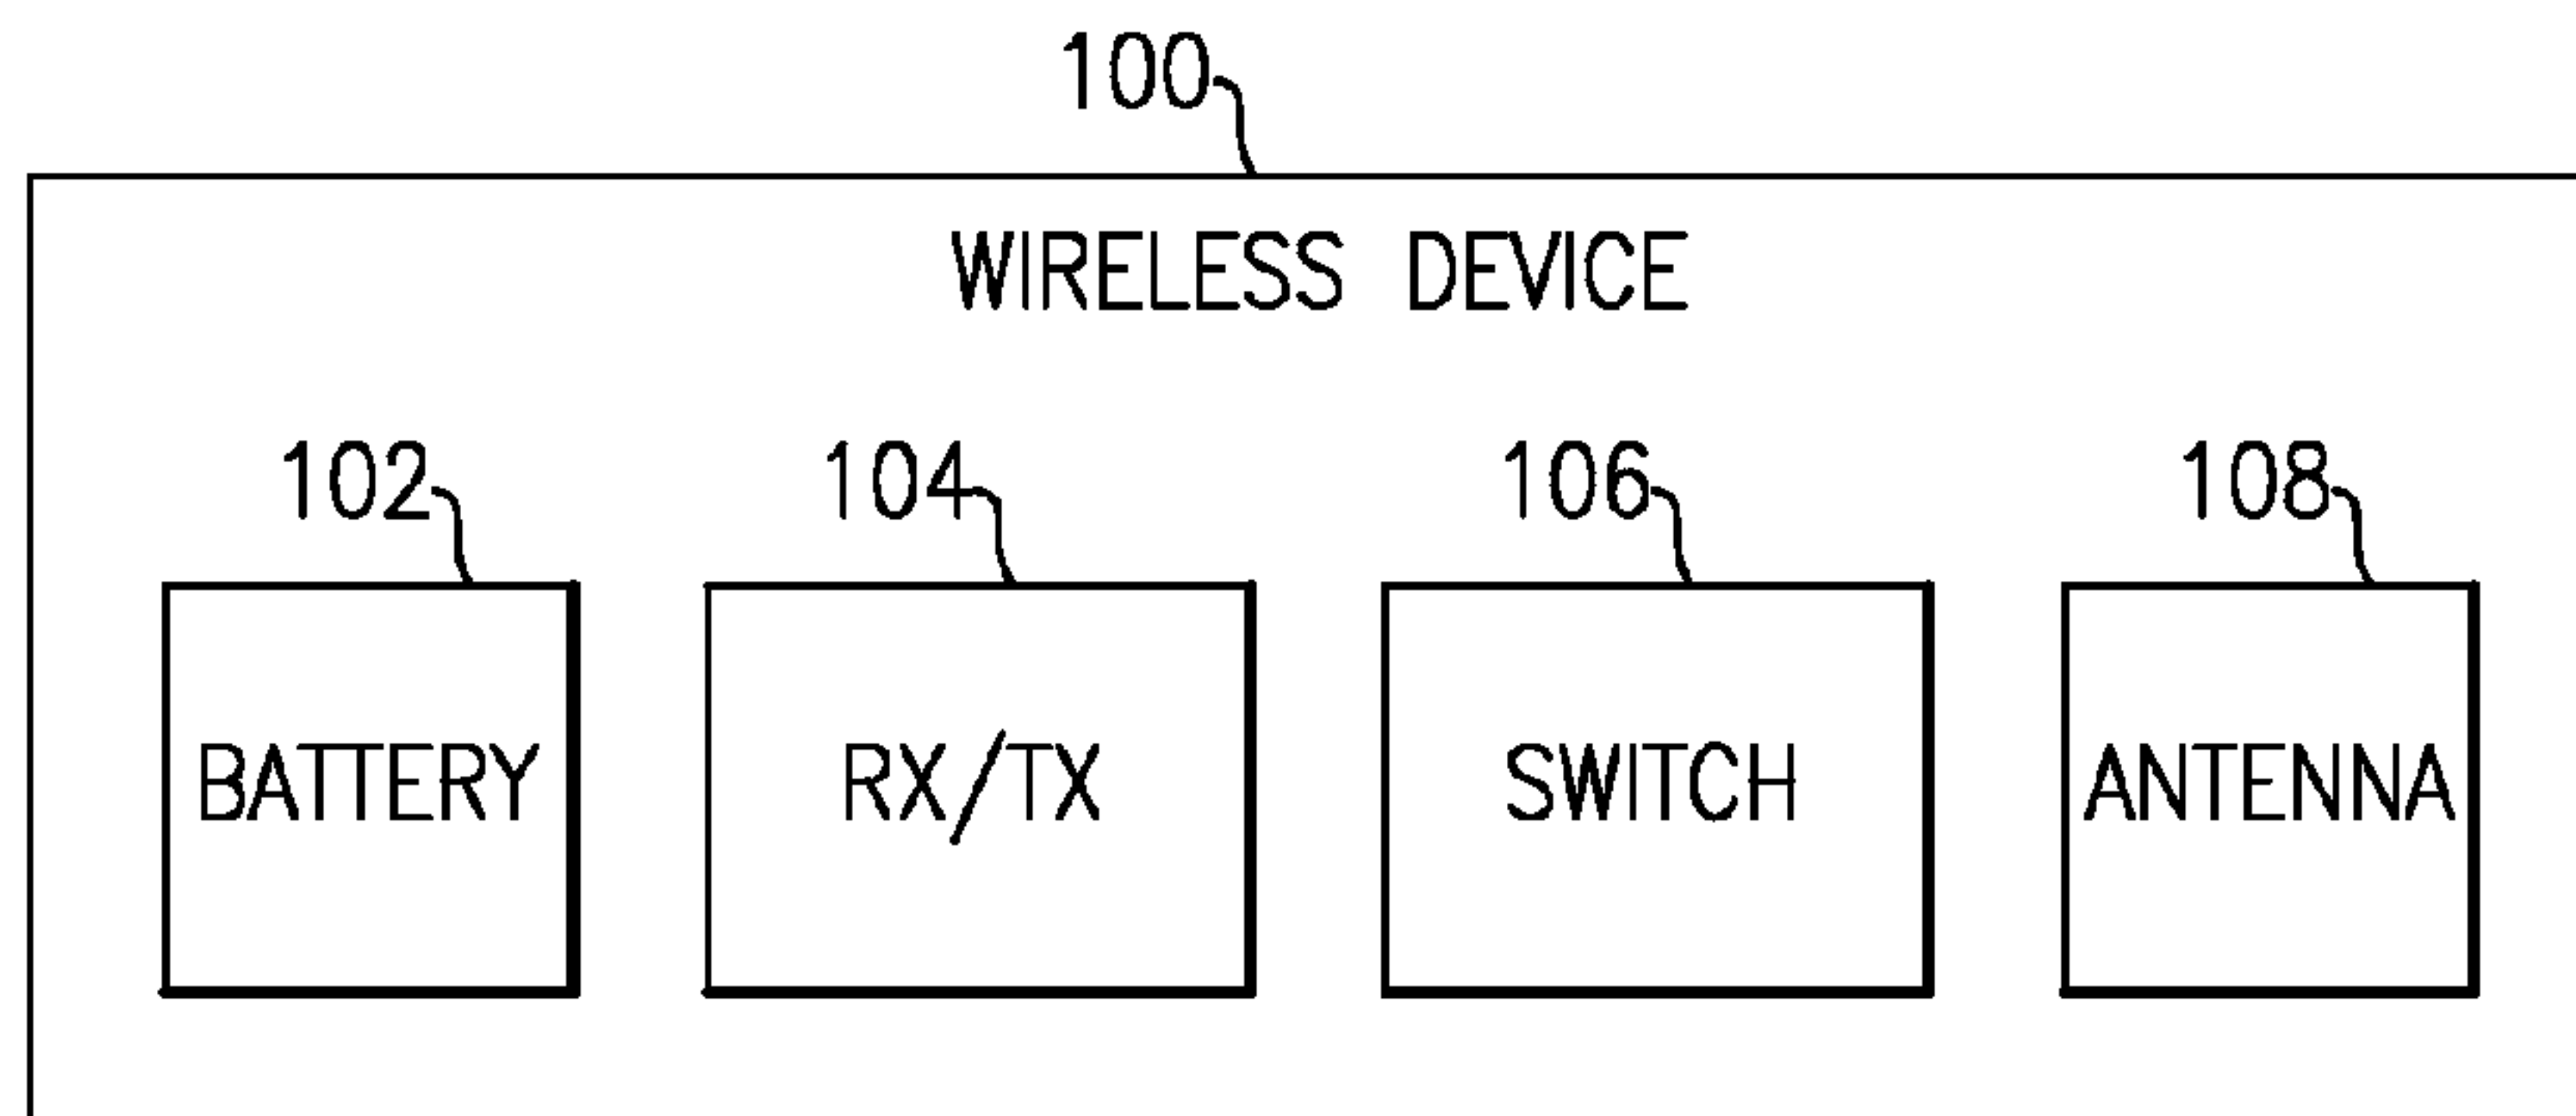 100
WIRELESS DEVICE
102 104 106 108
BATTERY RX/TX SWITCH ANTENNA